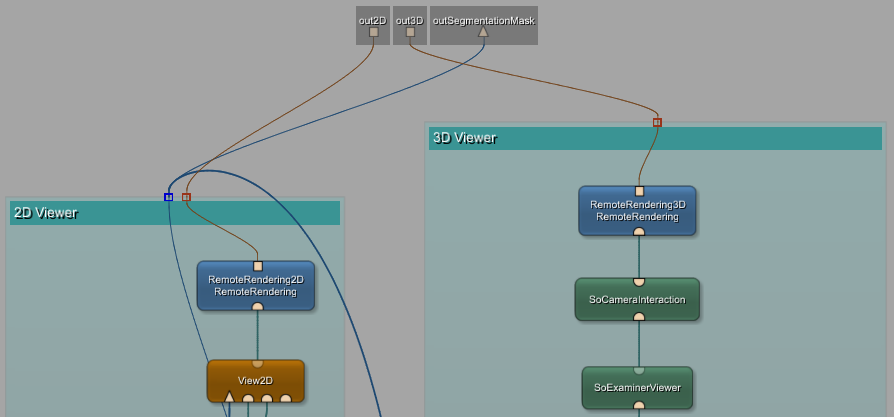 out2D
out3D
outSegmentationMask
3D Viewer
RemoteRendering3D
RemoteRendering
SoCameraInteraction
SoExaminerViewer
2D Viewer
RemoteRendering2D
RemoteRendering
View2D